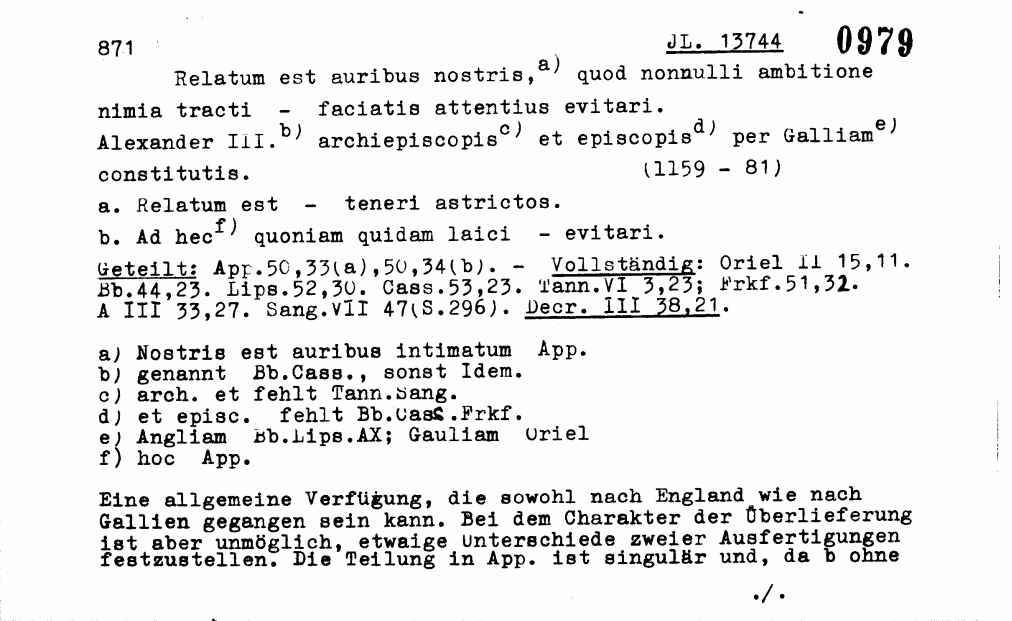 871 JL. 13744 0979
Relatum est auribus nostris,a) quod nonnulli ambitione
nimia tracti - faciatis attentius evitari.
Alexander III.b) archiepiscopisc) et episcopisd) per Galliame)
constitutis. (1159 - 81)
a. Relatum est - teneri astrictos.
b. Ad hecf) quoniam quidam laici - evitari.
Geteilt: App.50,33(a),50,34(b). - Vollständig: Oriel II 15,11.
Bb.44,23. Lips.52,30. Cass.53,23. Tann.VI 3,23; Frkf.51,32.
A III 33,27. Sang.VII 47(S.296). Decr. III 38,21.
a) Nostris est auribus intimatum App.
b) genannt Bb.Cass., sonst Idem.
c) arch. et fehlt Tann.Sang.
d) et episc. fehlt Bb.Cass.Frkf.
e) Angliam Bb.Lips.AX; Gauliam Oriel
f) hoc App.
Eine allgemeine Verfügung, die sowohl nach England wie nach
Gallien gegangen sein kann. Bei dem Charakter der Überlieferung
ist aber unmöglich, etwaige Unterschiede zweier Ausfertigungen
festzustellen. Die Teilung in App. ist singulär und, da b ohne
./.